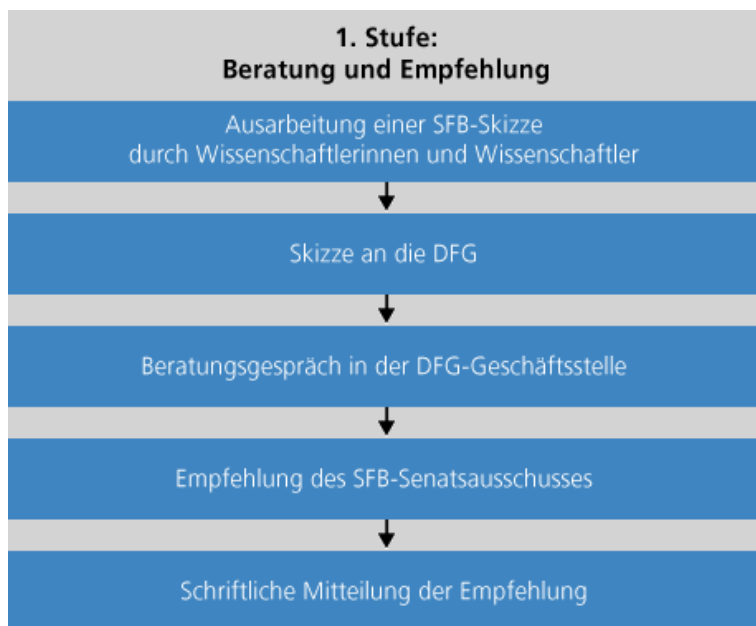 1. Stufe:
Beratung und Empfehlung
Ausarbeitung einer SFB-Skizze
durch Wissenschaftlerinnen und Wissenschaftler
Skizze an die DFG
Beratungsgespräch in der DFG-Geschäftsstelle
Empfehlung des SFB-Senatsausschusses
Schriftliche Mitteilung der Empfehlung